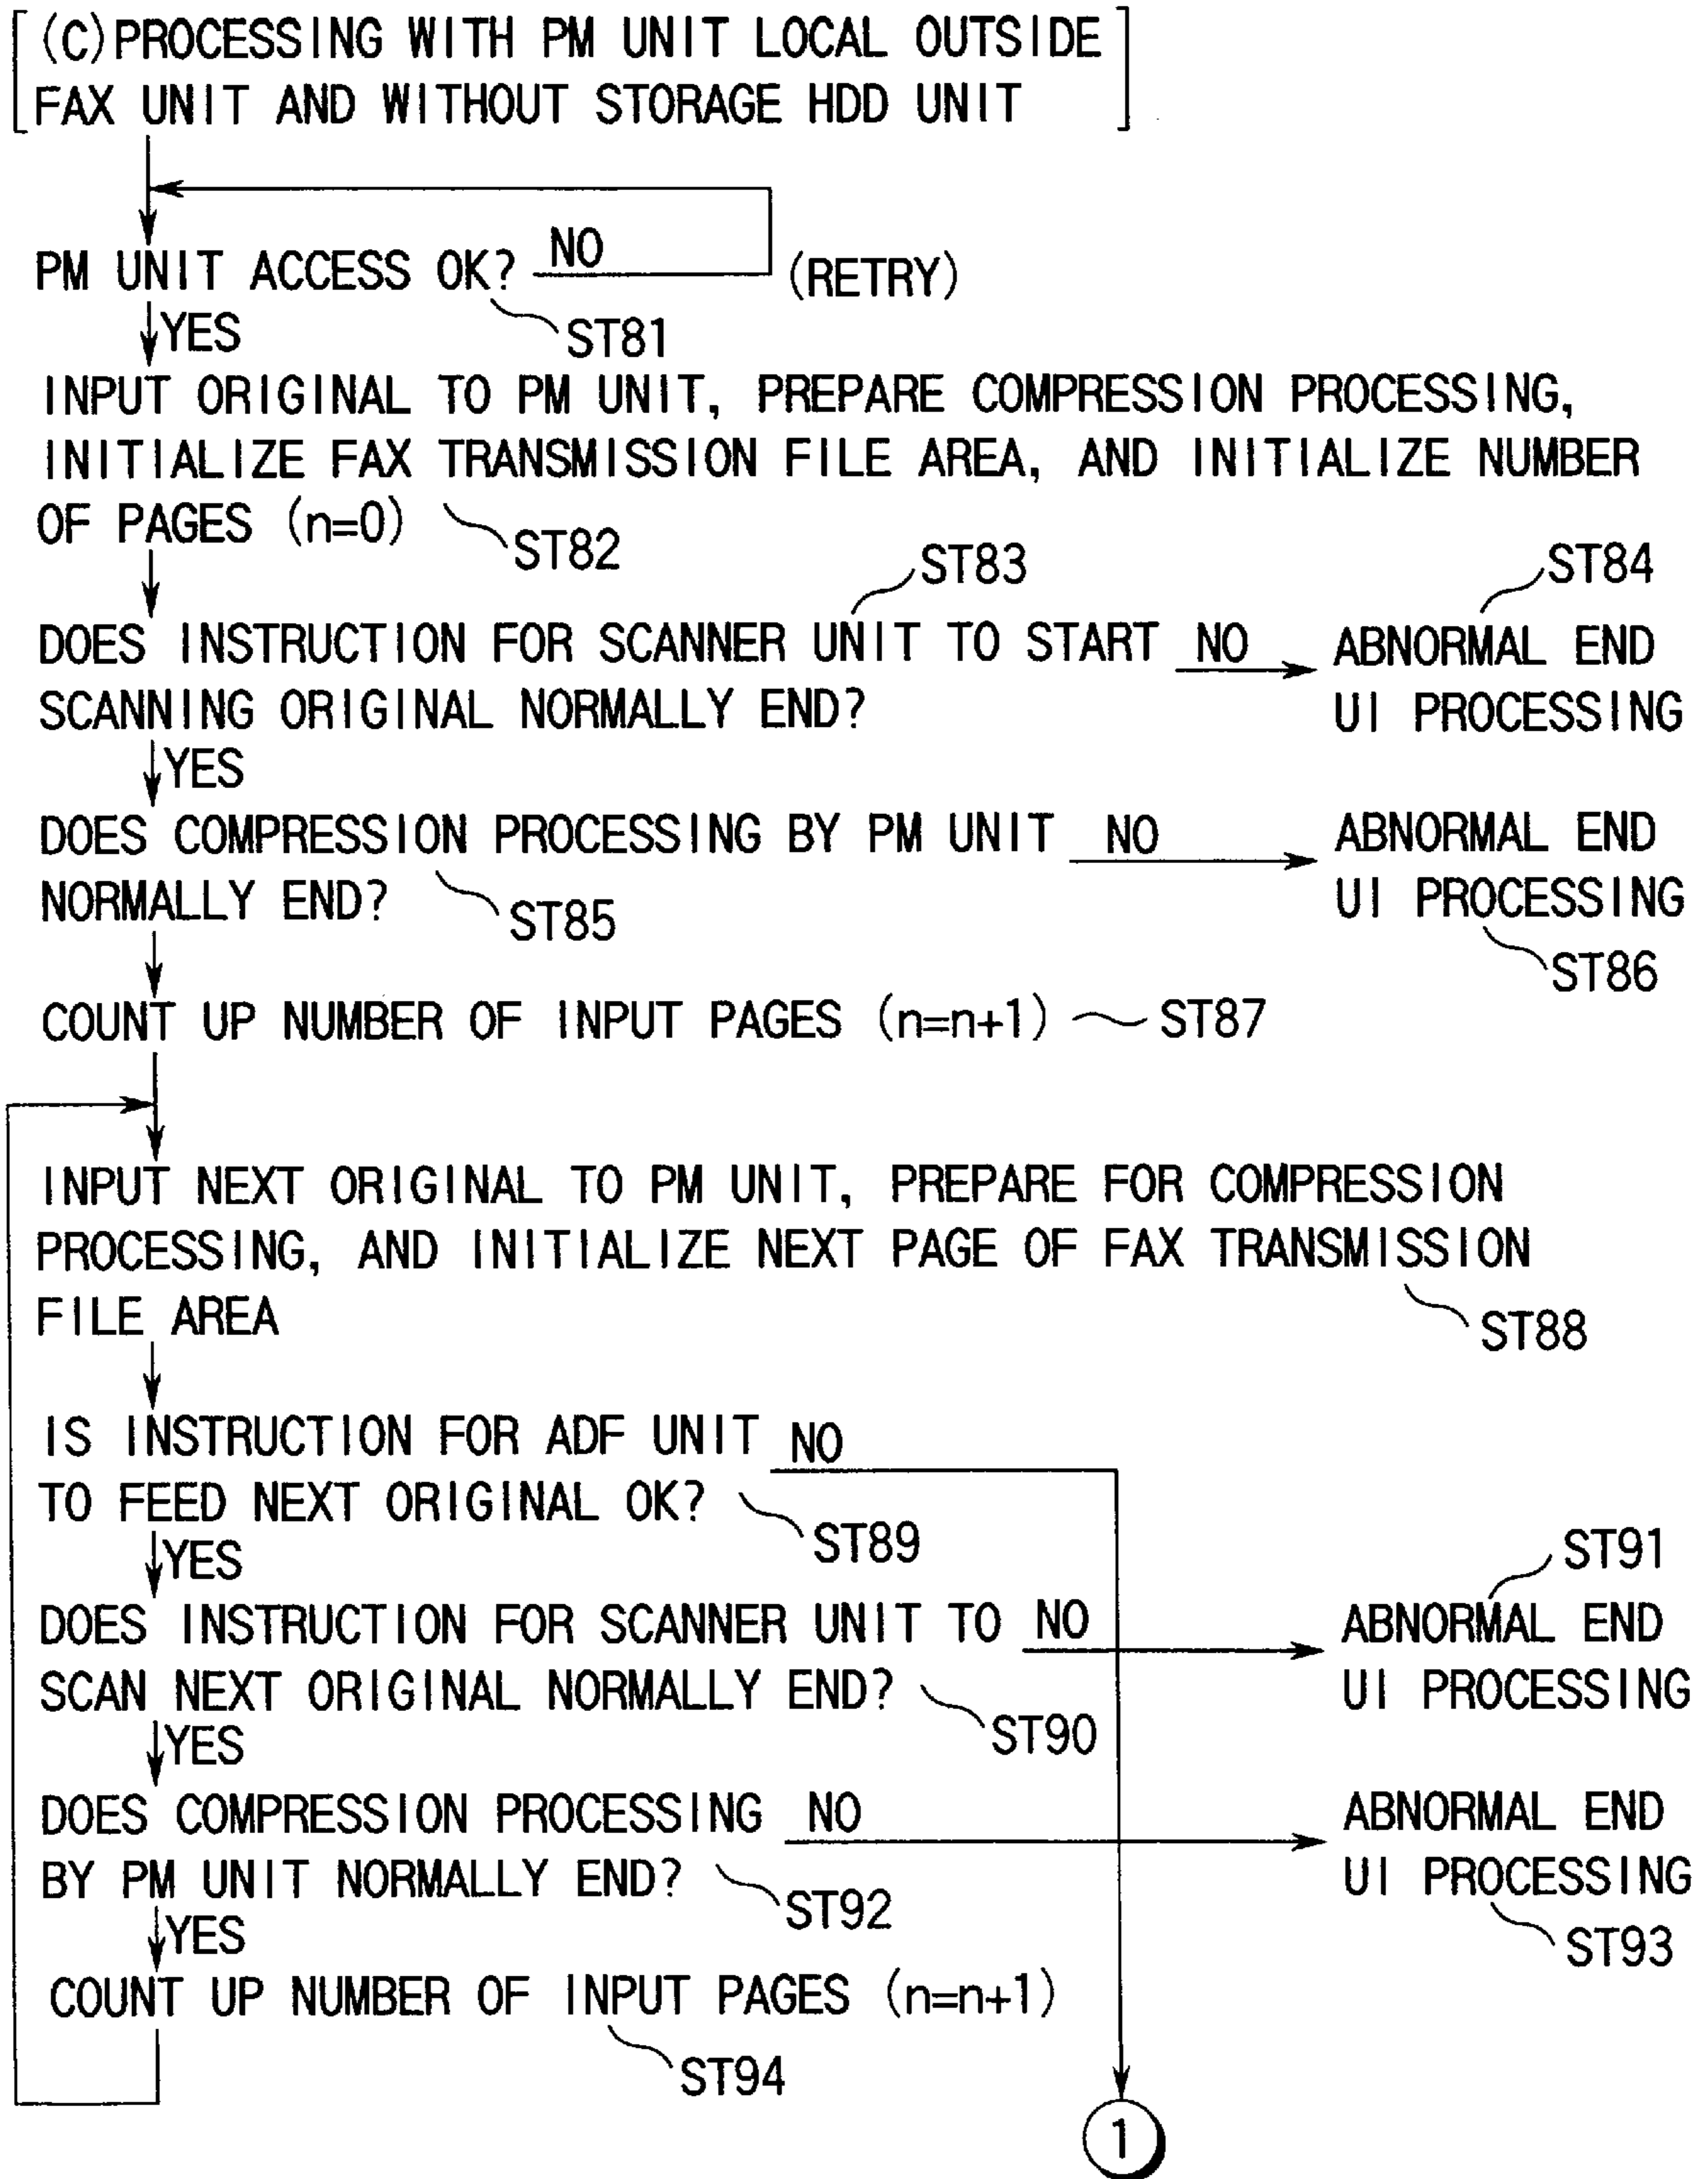 (C)PROCESSING WITH PM UNIT LOCAL OUTSIDE
FAX UNIT AND WITHOUT STORAGE HDD UNIT
PM UNIT ACCESS OK? NO (RETRY)
YES
ST81
INPUT ORIGINAL TO PM UNIT, PREPARE COMPRESSION PROCESSING,
INITIALIZE FAX TRANSMISSION FILE AREA, AND INITIALIZE NUMBER
OF PAGES (n=0)
ST82
ST83
ST84
DOES INSTRUCTION FOR SCANNER UNIT TO START NO ABNORMAL END
SCANNING ORIGINAL NORMALLY END? UI PROCESSING
YES
DOES COMPRESSION PROCESSING BY PM UNIT NO ABNORMAL END
NORMALLY END? UI PROCESSING
ST85
ST86
COUNT UP NUMBER OF INPUT PAGES (n=n+1) ST87
INPUT NEXT ORIGINAL TO PM UNIT, PREPARE FOR COMPRESSION
PROCESSING, AND INITIALIZE NEXT PAGE OF FAX TRANSMISSION
FILE AREA
ST88
IS INSTRUCTION FOR ADF UNIT NO
TO FEED NEXT ORIGINAL OK?
ST89
YES
ST91
DOES INSTRUCTION FOR SCANNER UNIT TO NO ABNORMAL END
SCAN NEXT ORIGINAL NORMALLY END? UI PROCESSING
ST90
YES
DOES COMPRESSION PROCESSING NO ABNORMAL END
BY PM UNIT NORMALLY END? UI PROCESSING
ST92
YES
ST93
COUNT UP NUMBER OF INPUT PAGES (n=n+1)
ST94
1